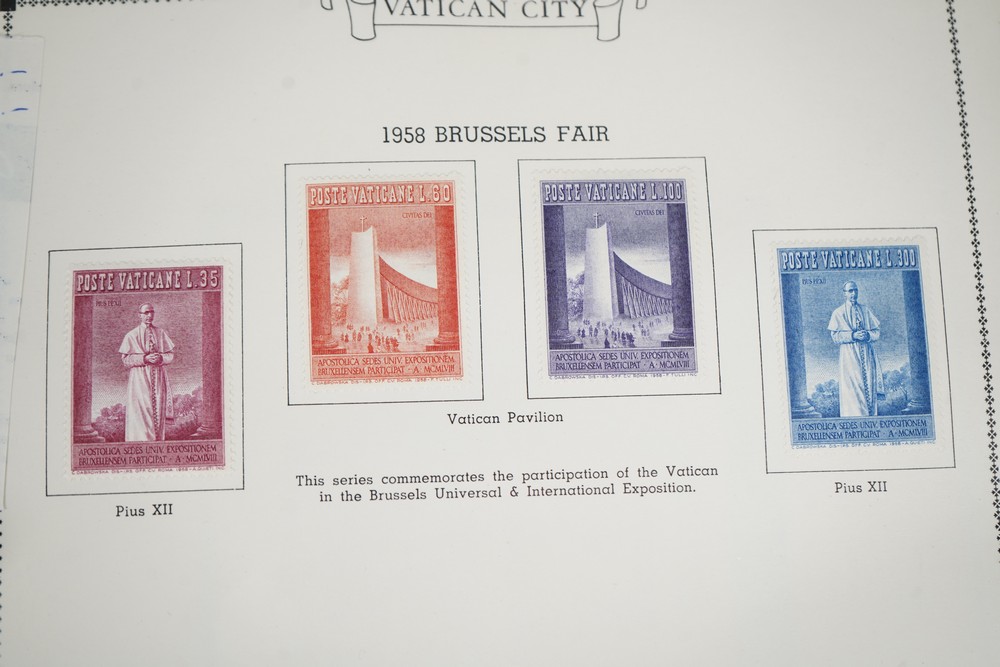 VATICAN CITY
1958 BRUSSELS FAIR
POSTE VATICANE L.35
PIUS·P·P·XII
APOSTOLICA SEDES UNIV. EXPOSITIONEM
BRUXELLENSEM PARTICIPAT · A · MCMLVIII
Pius XII
POSTE VATICANE L.60
CIVITAS DEI
APOSTOLICA SEDES UNIV. EXPOSITIONEM
BRUXELLENSEM PARTICIPAT · A · MCMLVIII
POSTE VATICANE L.100
CIVITAS DEI
APOSTOLICA SEDES UNIV. EXPOSITIONEM
BRUXELLENSEM PARTICIPAT · A · MCMLVIII
Vatican Pavilion
This series commemorates the participation of the Vatican
in the Brussels Universal & International Exposition.
POSTE VATICANE L.300
APOSTOLICA SEDES UNIV. EXPOSITIONEM
BRUXELLENSEM PARTICIPAT · A · MCMLVIII
Pius XII